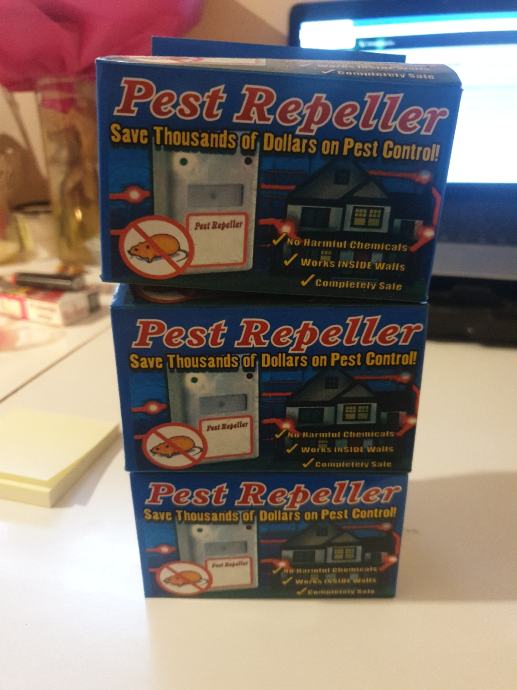 Works INSIDE Walls
Completely Safe
Pest Repeller
Save Thousands of Dollars on Pest Control!
Pest Repeller
No Harmful Chemicals
Works INSIDE Walls
Completely Safe
Pest Repeller
Save Thousands of Dollars on Pest Control!
Pest Repeller
No Harmful Chemicals
Works INSIDE Walls
Completely Safe
Pest Repeller
Save Thousands of Dollars on Pest Control!
Pest Repeller
No Harmful Chemicals
Works INSIDE Walls
Completely Safe